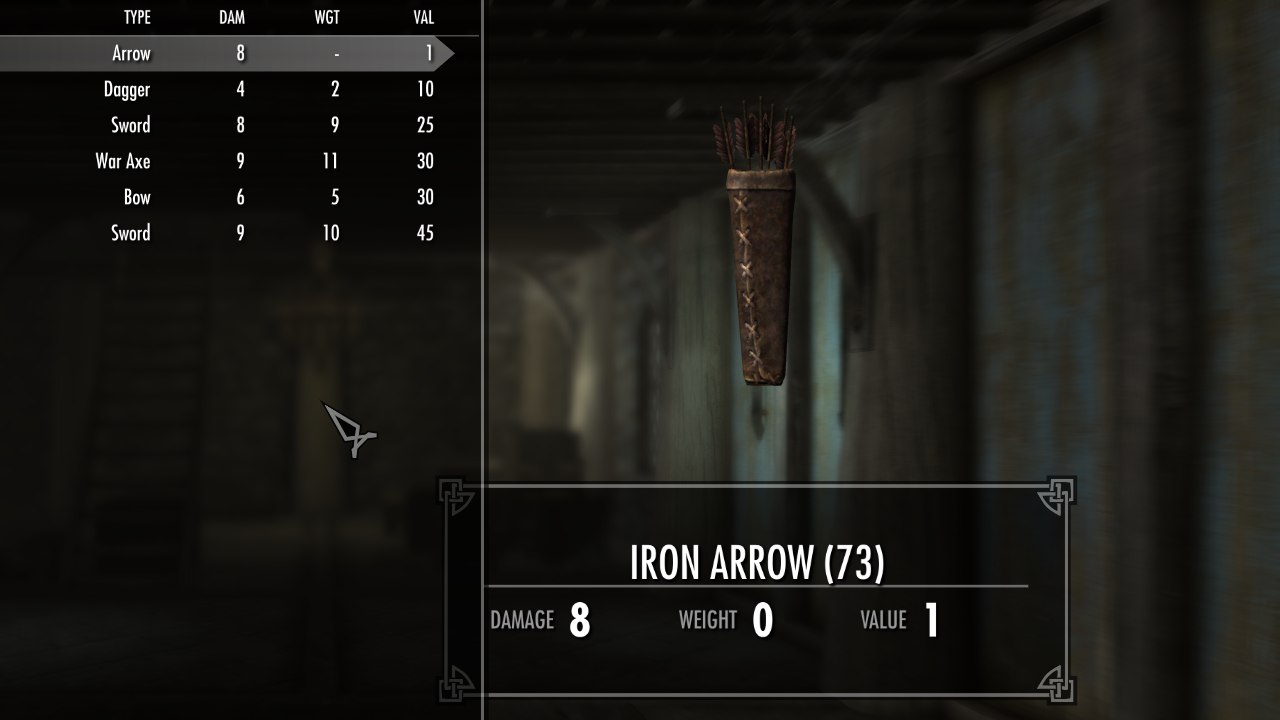 TYPE DAM WGT VAL
Arrow 8 - 1
Dagger 4 2 10
Sword 8 9 25
War Axe 9 11 30
Bow 6 5 30
Sword 9 10 45
IRON ARROW (73)
DAMAGE 8 WEIGHT 0 VALUE 1